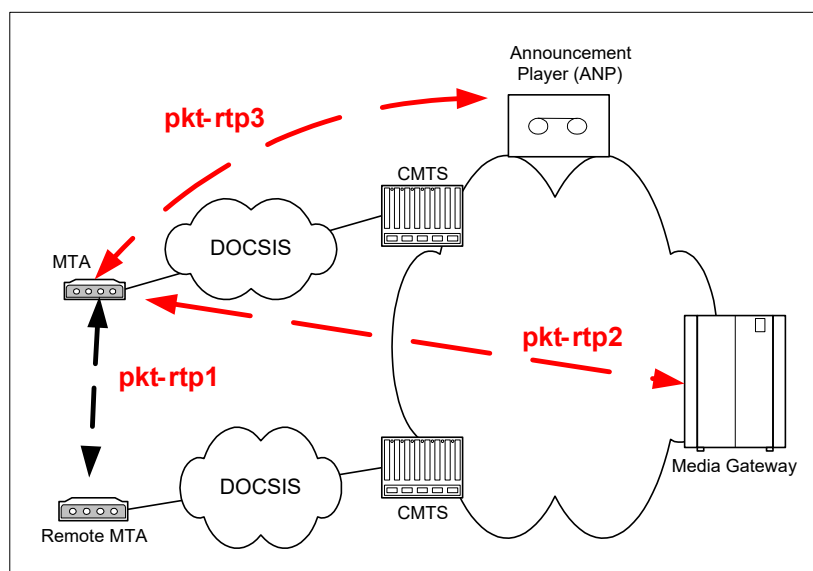 Announcement
Player (ANP)
pkt-rtp3
CMTS
DOCSIS
MTA
pkt-rtp2
pkt-rtp1
Media Gateway
DOCSIS
CMTS
Remote MTA